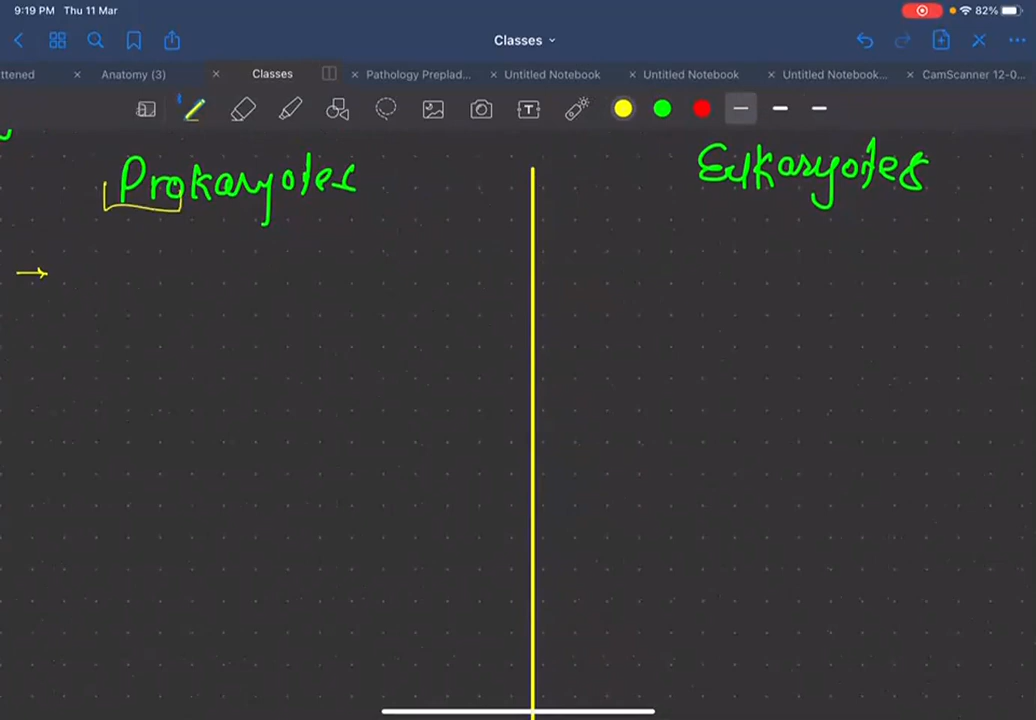 9:19 PM Thu 11 Mar 82%
Classes
ttened Anatomy (3) Classes Pathology Preplad... Untitled Notebook Untitled Notebook Untitled Notebook... CamScanner 12-0...
T
Prokaryotes Eukaryotes